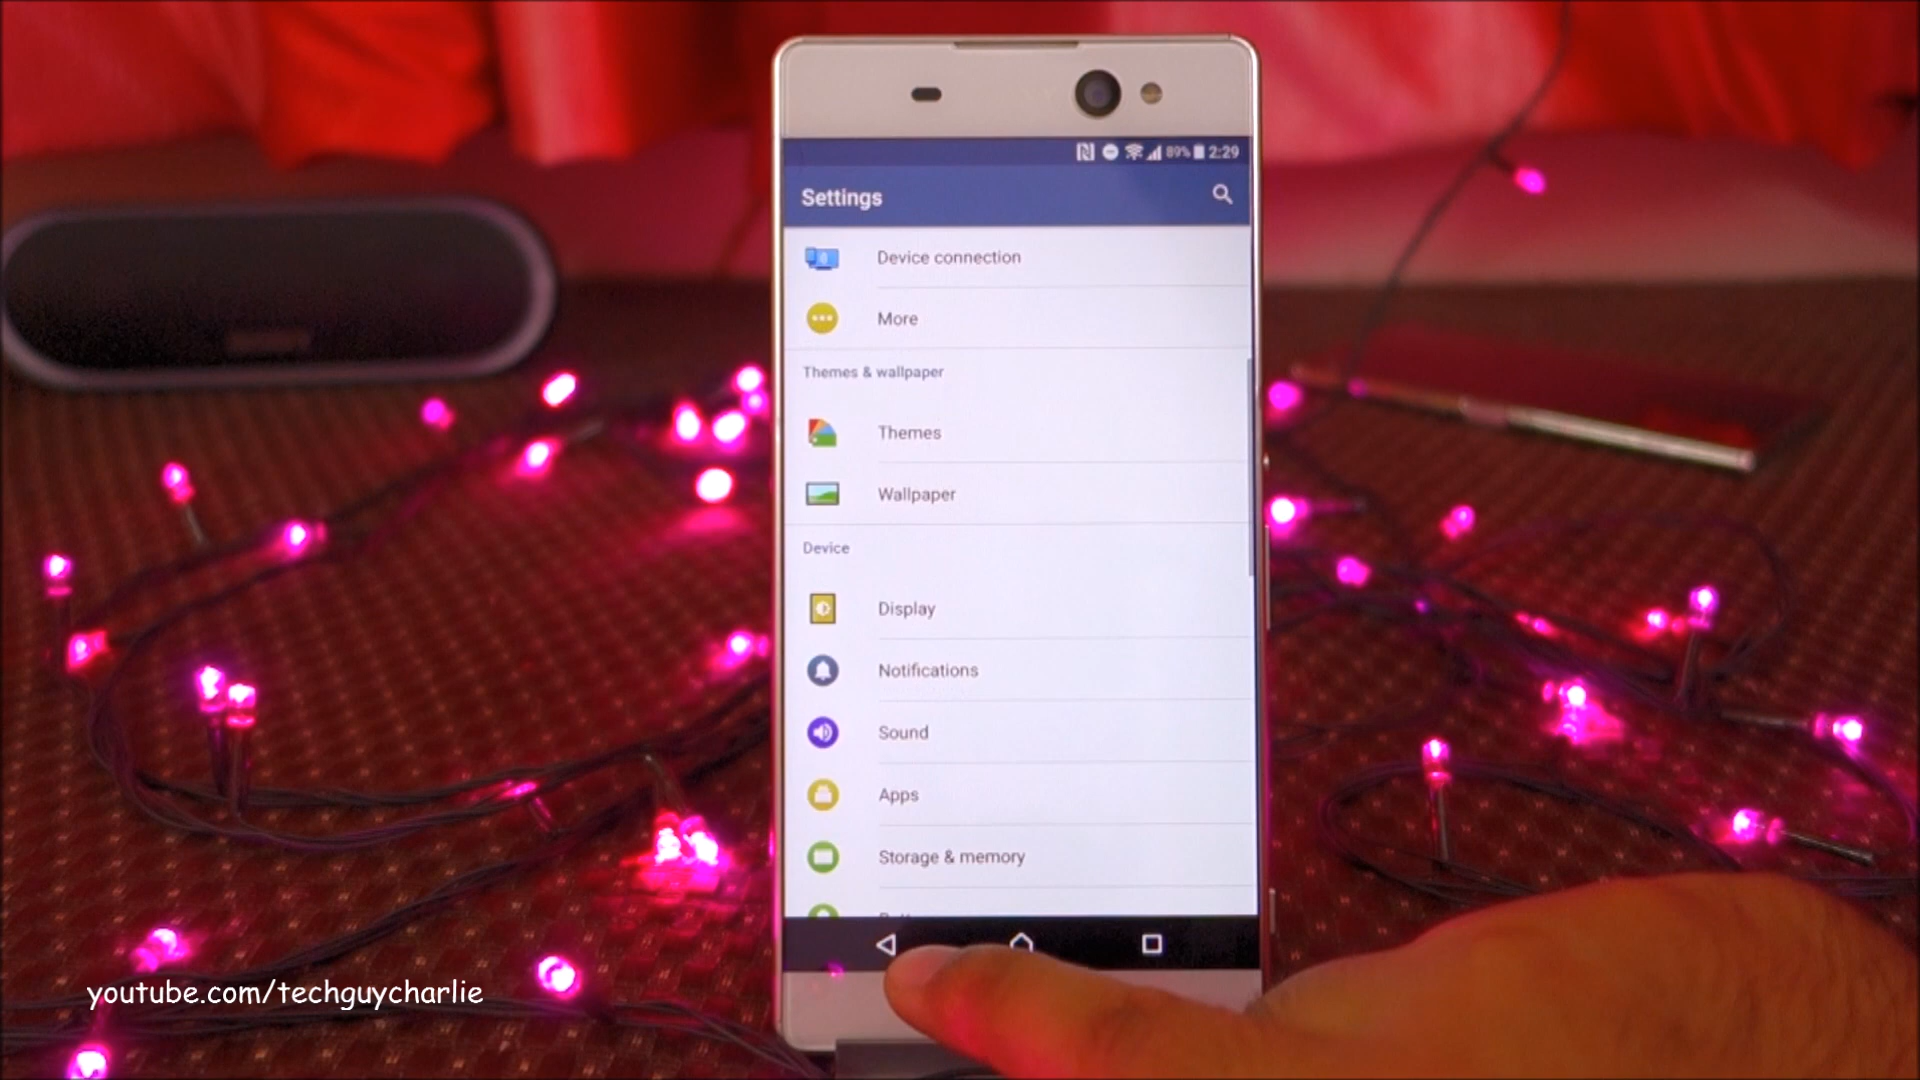 89% 2:29
Settings
Device connection
More
Themes & wallpaper
Themes
Wallpaper
Device
Display
Notifications
Sound
Apps
Storage & memory
youtube.com/techguycharlie